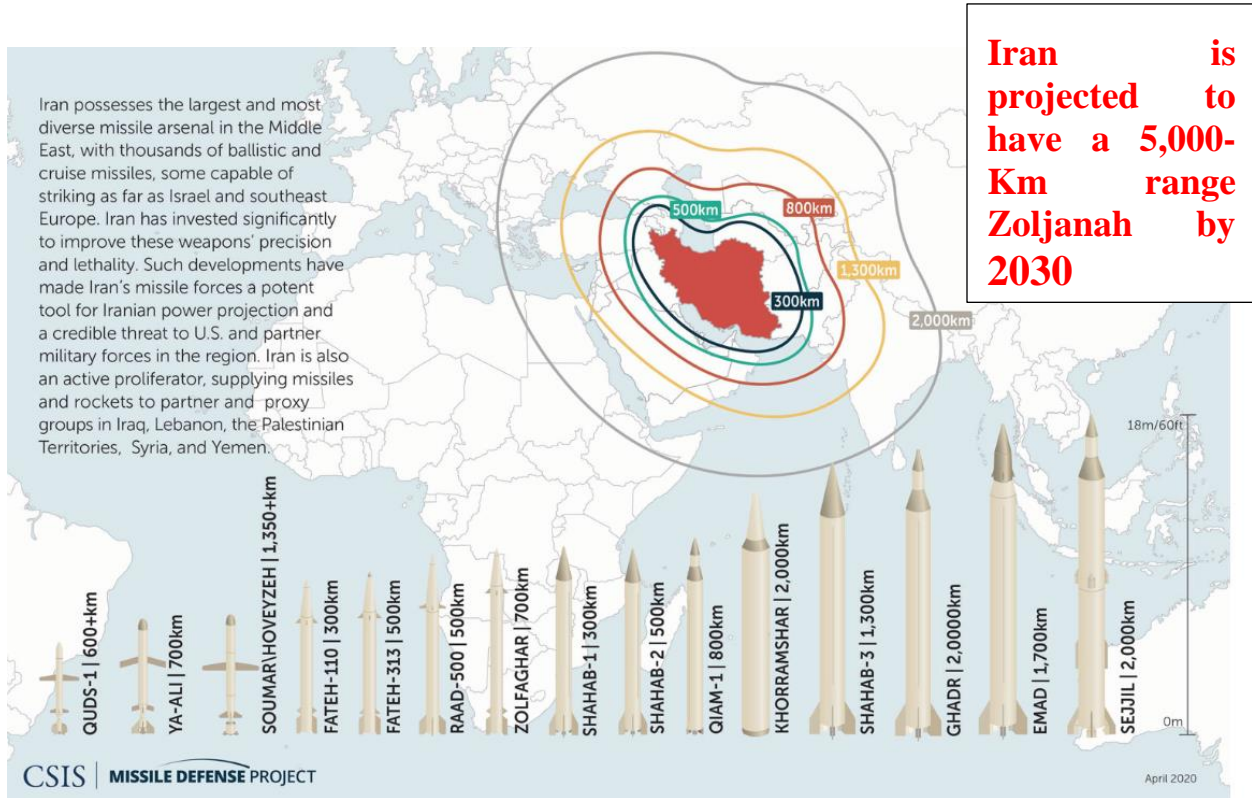 Iran is
projected to
have a 5,000-
Km range
Zoljanah by
2030
Iran possesses the largest and most
diverse missile arsenal in the Middle
East, with thousands of ballistic and
cruise missiles, some capable of
striking as far as Israel and southeast
Europe. Iran has invested significantly
to improve these weapons' precision
and lethality. Such developments have
made Iran's missile forces a potent
tool for Iranian power projection and
a credible threat to U.S. and partner
military forces in the region. Iran is also
an active proliferator, supplying missiles
and rockets to partner and proxy
groups in Iraq, Lebanon, the Palestinian
Territories, Syria, and Yemen.
500km
800km
1,300km
300km
2,000km
18m/60ft
QUDS-1 | 600+km
YA-ALI | 700km
SOUMAR\HOVEYZEH | 1,350+km
FATEH-110 | 300km
FATEH-313 | 500km
RAAD-500 | 500km
ZOLFAGHAR | 700km
SHAHAB-1 | 300km
SHAHAB-2 | 500km
QIAM-1 | 800km
KHORRAMSHAR | 2,000km
SHAHAB-3 | 1,300km
GHADR | 2,000km
EMAD | 1,700km
SEJJIL | 2,000km
0m
CSIS | MISSILE DEFENSE PROJECT
April 2020